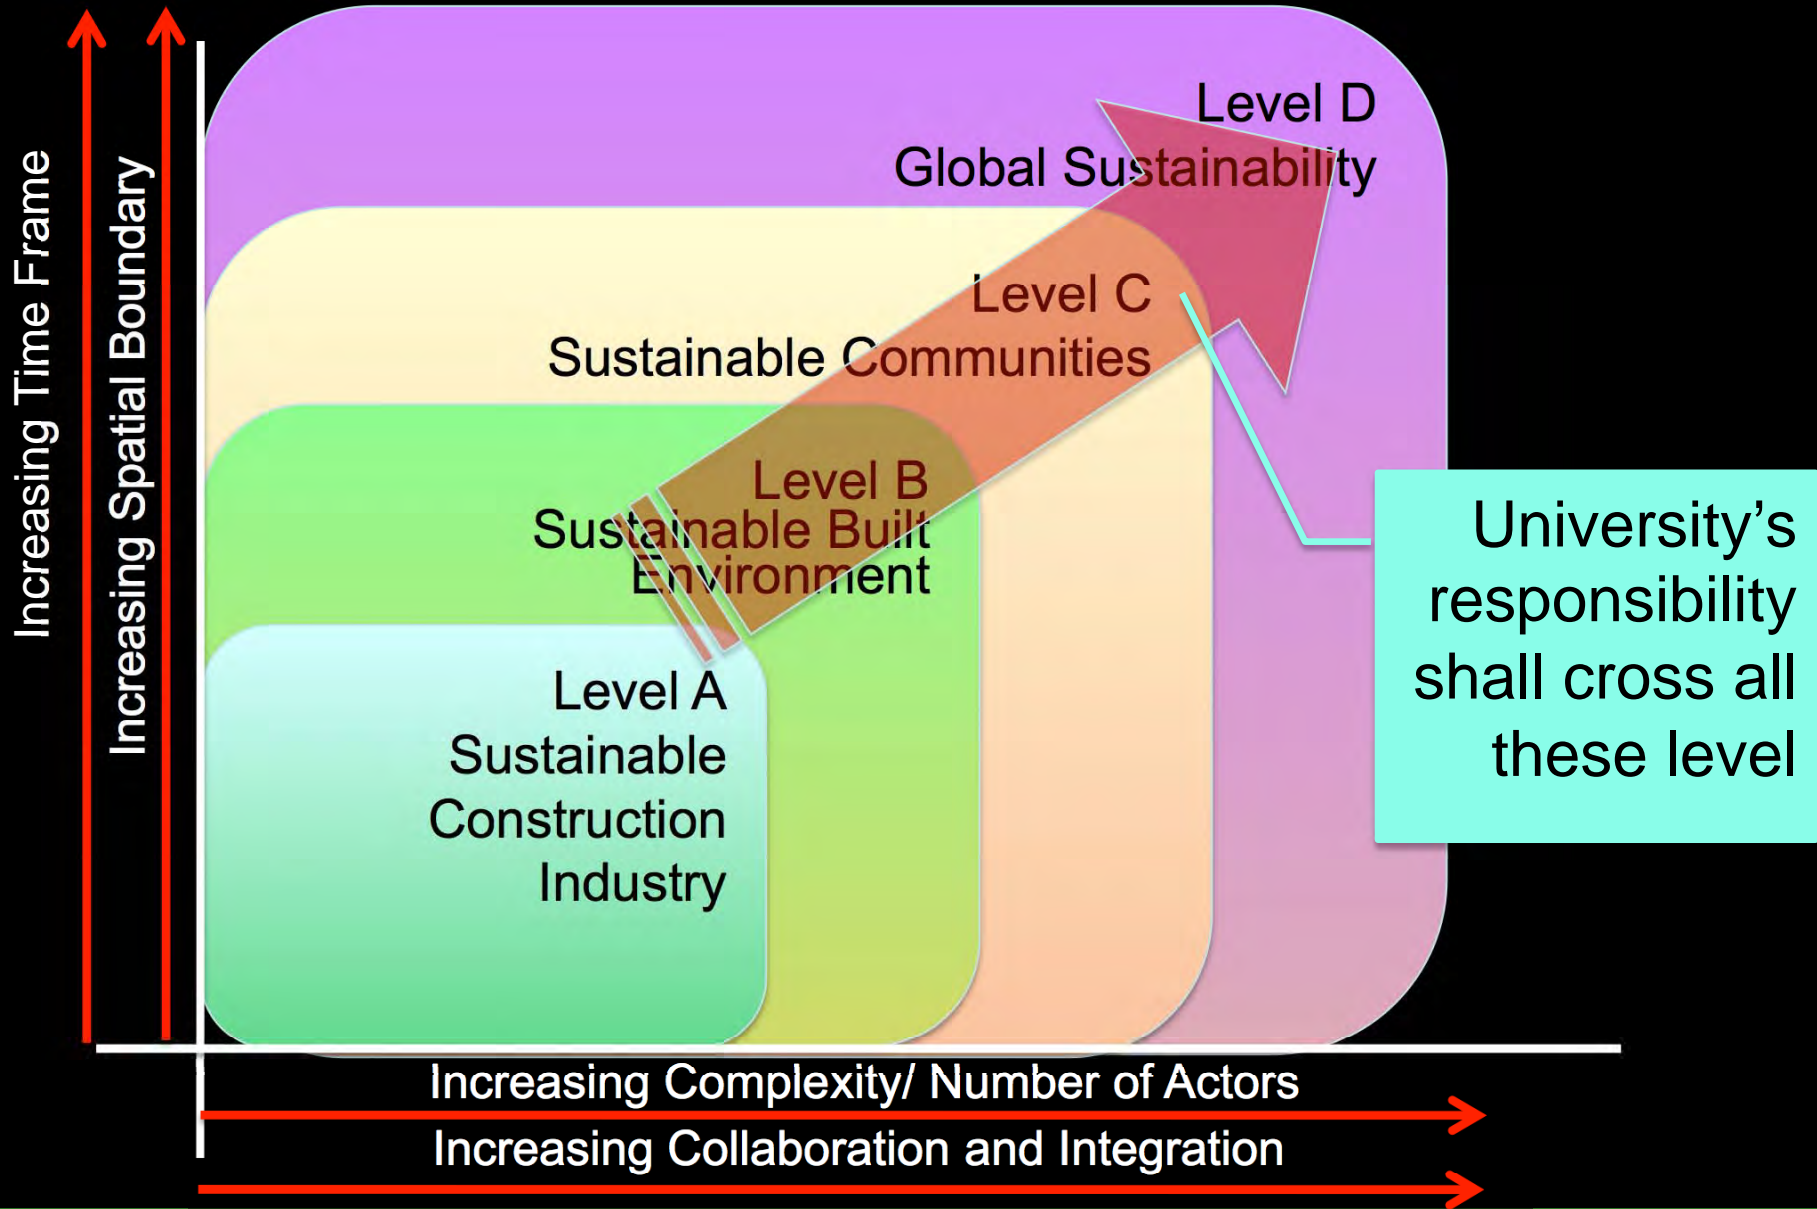 Increasing Time Frame
Increasing Spatial Boundary
Level D
Global Sustainability
Level C
Sustainable Communities
Level B
Sustainable Built
Environment
Level A
Sustainable
Construction
Industry
University’s
responsibility
shall cross all
these level
Increasing Complexity/ Number of Actors
Increasing Collaboration and Integration